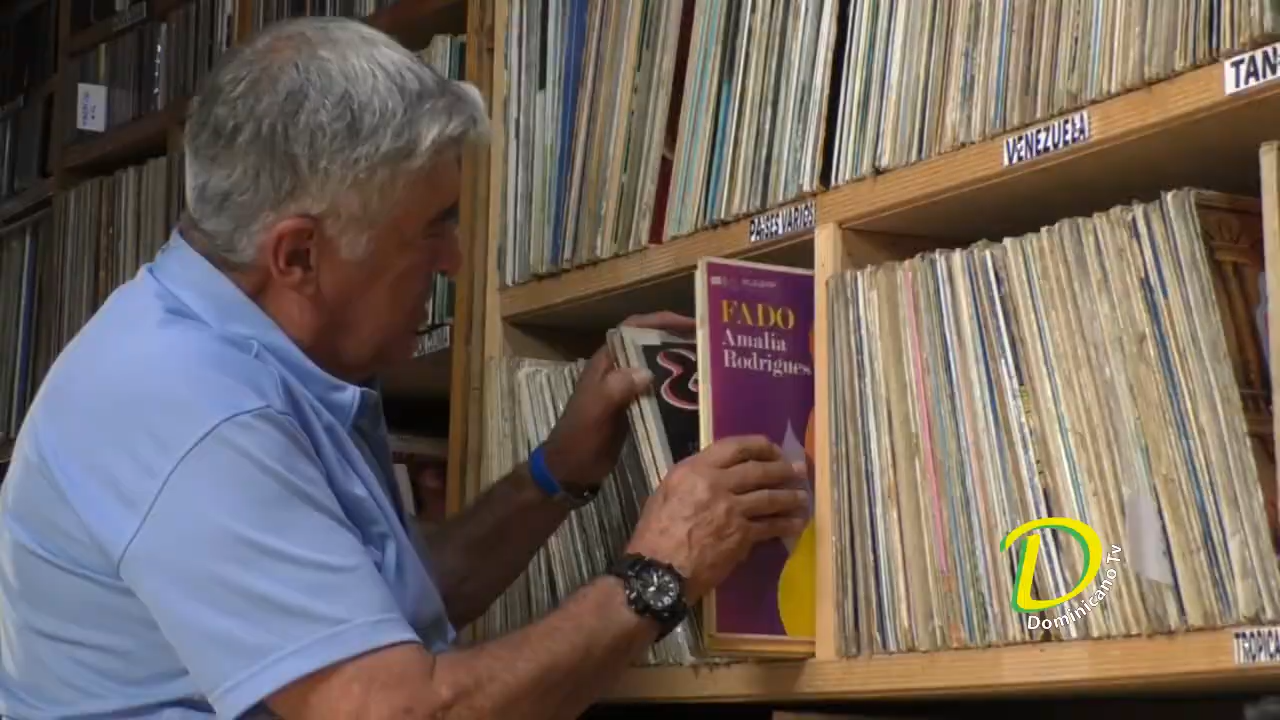 TAN
VENEZUELA
PAISES VARIOS
FADO
Amalia
Rodrigues
D
Dominicano Tv
TROPICA